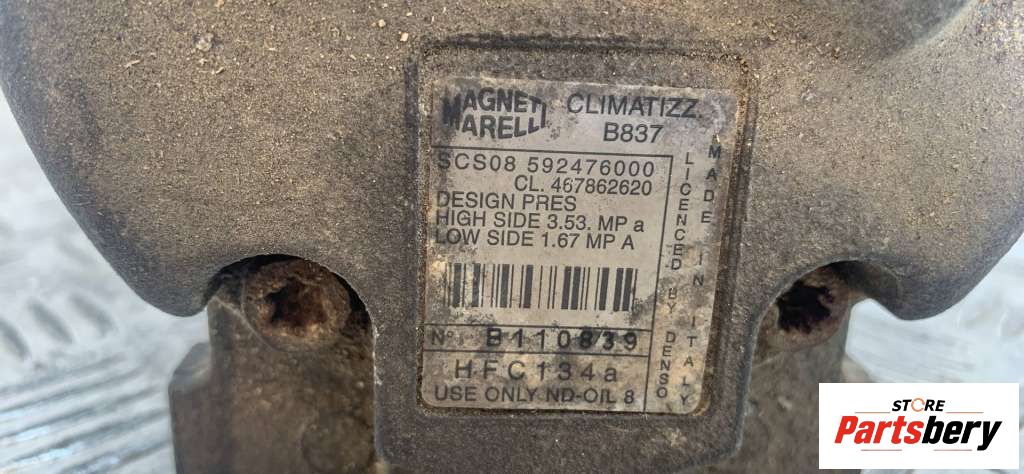 MAGNETI
MARELLI
CLIMATIZZ.
B837
SCS08 592476000
CL. 467862620
DESIGN PRES
HIGH SIDE 3.53. MP a
LOW SIDE 1.67 MP A
Nº B110839
HFC134a
USE ONLY ND-OIL 8
LICENCED BY DENSO
MADE IN ITALY
STORE
Partsbery